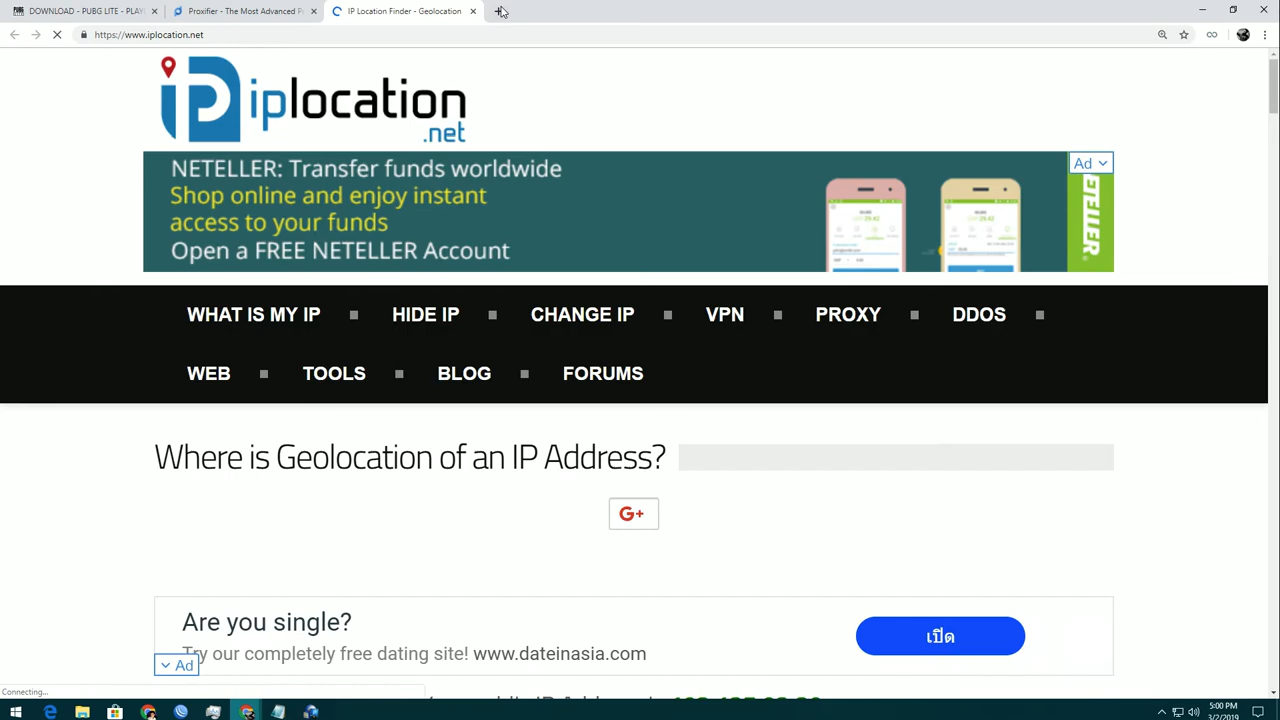 DOWNLOAD - PUBG LITE - PLAY
Proxifier - The Most Advanced P
IP Location Finder - Geolocation
https://www.iplocation.net
iplocation
.net
NETELLER: Transfer funds worldwide
Shop online and enjoy instant
access to your funds
Open a FREE NETELLER Account
Ad
WHAT IS MY IP
HIDE IP
CHANGE IP
VPN
PROXY
DDOS
WEB
TOOLS
BLOG
FORUMS
Where is Geolocation of an IP Address?
G+
Are you single?
Try our completely free dating site! www.dateinasia.com
เปิด
Ad
Connecting...
5:00 PM
3/2/2019